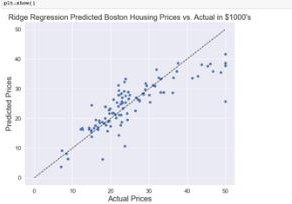 plt.show()
Ridge Regression Predicted Boston Housing Prices vs. Actual in $1000's
50
40
30
20
10
0
Predicted Prices
0 10 20 30 40 50
Actual Prices